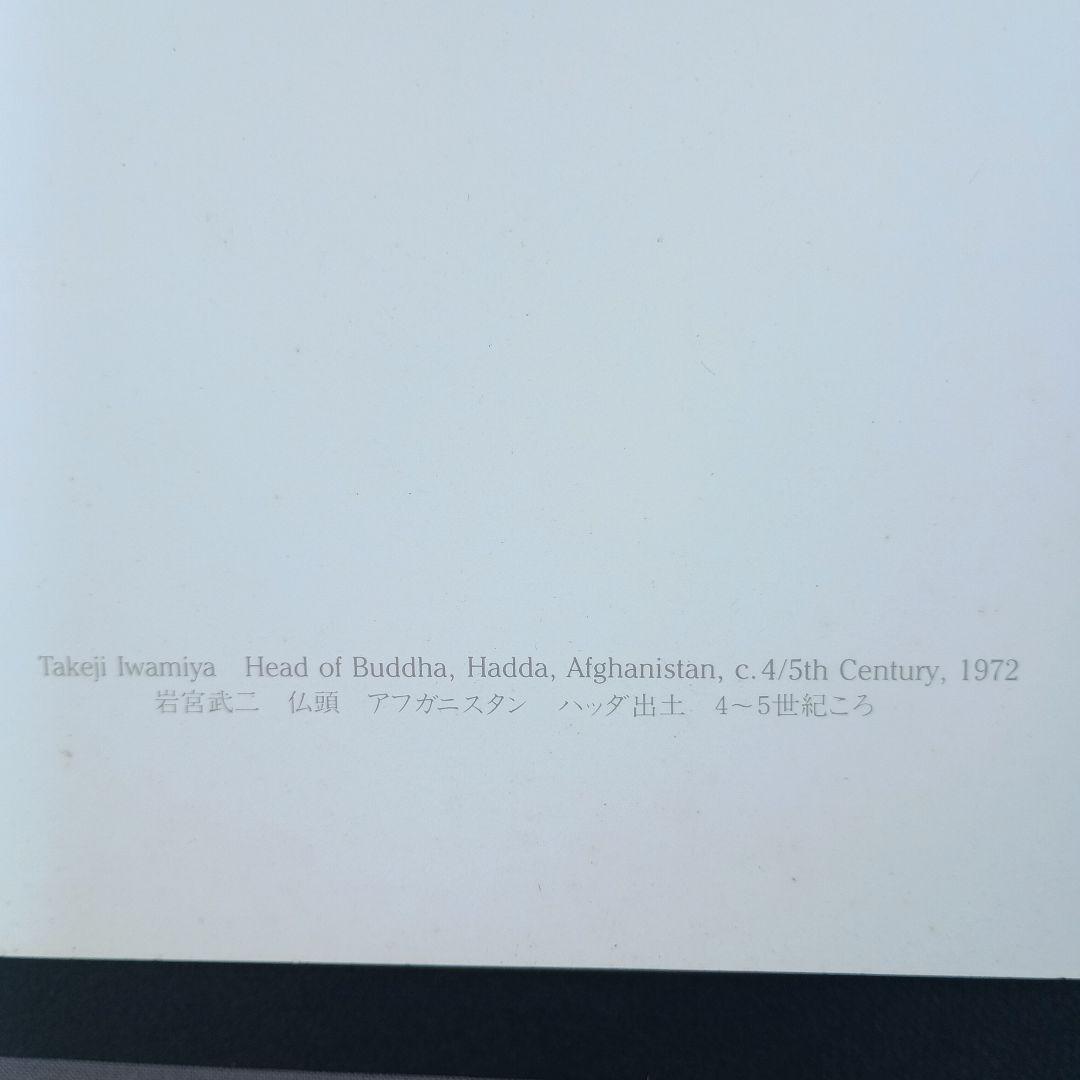 Takeji Iwamiya Head of Buddha, Hadda, Afghanistan, c.4/5th Century, 1972
岩宮武二 仏頭 アフガニスタン ハッダ出土 4〜5世紀ころ